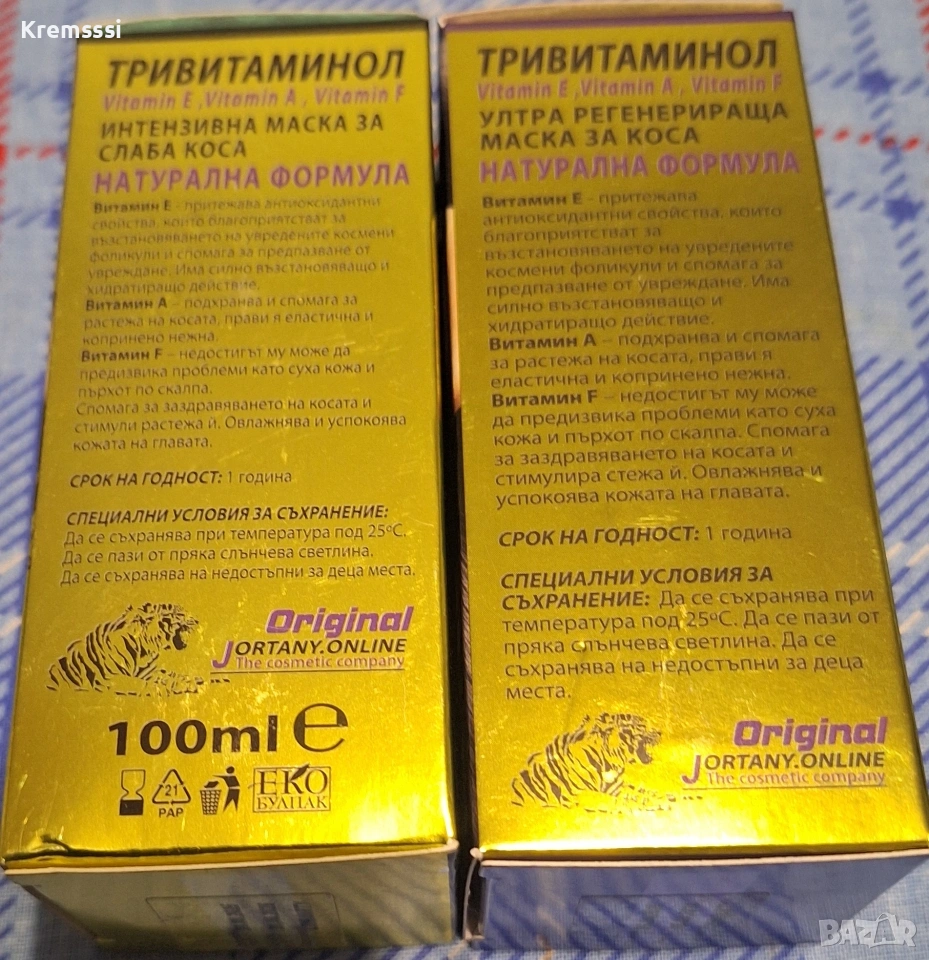 Kremsssi
ТРИВИТАМИНОЛ
Vitamin E ,Vitamin A , Vitamin F
ИНТЕНЗИВНА МАСКА ЗА
СЛАБА КОСА
НАТУРАЛНА ФОРМУЛА
Витамин Е – притежава антиоксидантни
свойства, които благоприятстват за
възстановяването на увредените космени
фоликули и спомага за предпазване от
увреждане. Има силно възстановяващо и
хидратиращо действие.
Витамин А – подхранва и спомага за
растежа на косата, прави я еластична и
копринено нежна.
Витамин F – недостигът му може да
предизвика проблеми като суха кожа и
пърхот по скалпа.
Спомага за заздравяването на косата и
стимули растежа й. Овлажнява и успокоява
кожата на главата.
СРОК НА ГОДНОСТ: 1 година
СПЕЦИАЛНИ УСЛОВИЯ ЗА СЪХРАНЕНИЕ:
Да се съхранява при температура под 25ºC.
Да се пази от пряка слънчева светлина.
Да се съхранява на недостъпни за деца места.
Original
JORTANY.ONLINE
The cosmetic company
100ml e
21
PAP
ЕКО
БУЛПАК
ТРИВИТАМИНОЛ
Vitamin E ,Vitamin A , Vitamin F
УЛТРА РЕГЕНЕРИРАЩА
МАСКА ЗА КОСА
НАТУРАЛНА ФОРМУЛА
Витамин Е – притежава
антиоксидантни свойства, които
благоприятстват за
възстановяването на увредените
космени фоликули и спомага за
предпазване от увреждане. Има
силно възстановяващо и
хидратиращо действие.
Витамин А – подхранва и спомага
за растежа на косата, прави я
еластична и копринено нежна.
Витамин F – недостигът му може
да предизвика проблеми като суха
кожа и пърхот по скалпа. Спомага
за заздравяването на косата и
стимулира стежа й. Овлажнява и
успокоява кожата на главата.
СРОК НА ГОДНОСТ: 1 година
СПЕЦИАЛНИ УСЛОВИЯ ЗА
СЪХРАНЕНИЕ: Да се съхранява при
температура под 25ºC. Да се пази от
пряка слънчева светлина. Да се
съхранява на недостъпни за деца
места.
Original
JORTANY.ONLINE
The cosmetic company
BAZAR